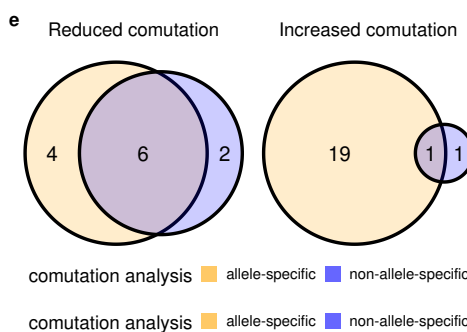 e
Reduced comutation Increased comutation
4 6 2 19 1 1
comutation analysis allele-specific non-allele-specific
comutation analysis allele-specific non-allele-specific